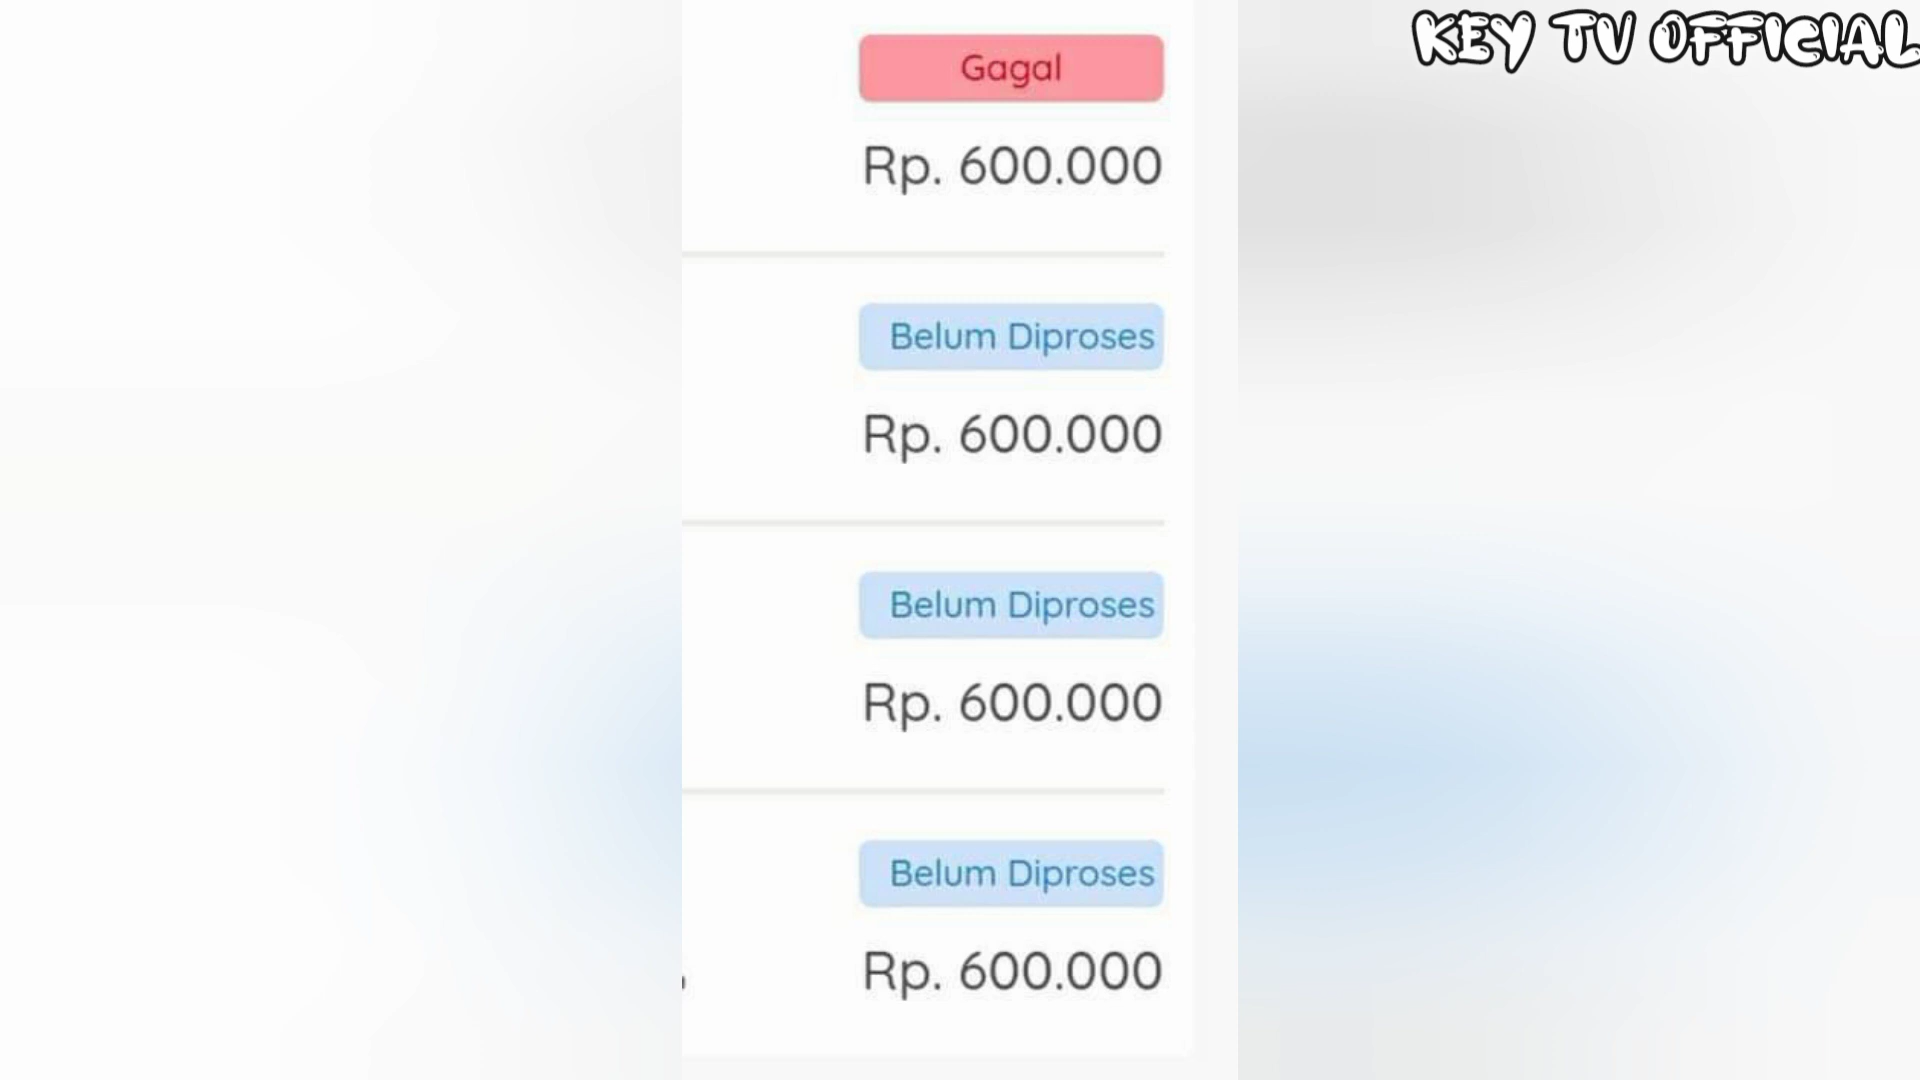 KEY TV OFFICIAL
Gagal
Rp. 600.000
Belum Diproses
Rp. 600.000
Belum Diproses
Rp. 600.000
Belum Diproses
Rp. 600.000